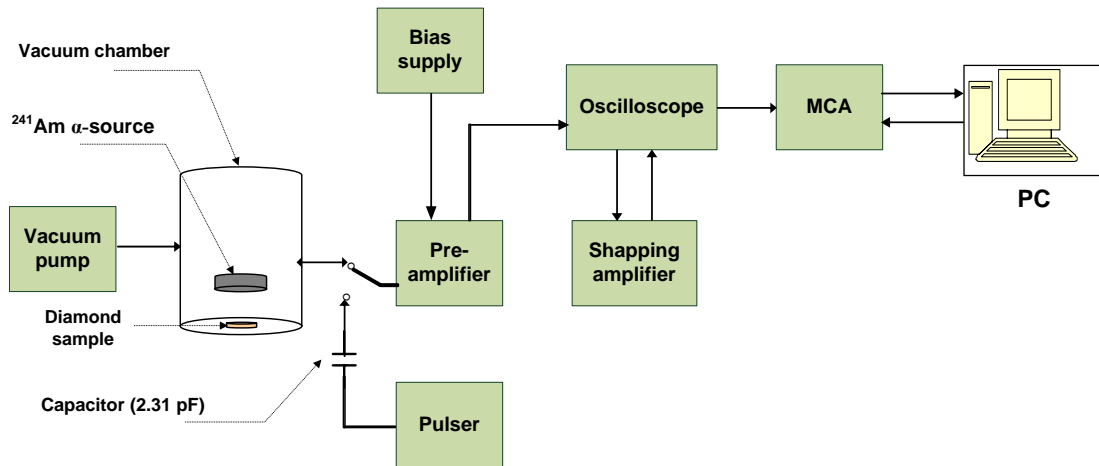 Vacuum chamber
²⁴¹Am α-source
Vacuum
pump
Diamond
sample
Capacitor (2.31 pF)
Bias
supply
Pre-
amplifier
Pulser
Oscilloscope
Shapping
amplifier
MCA
PC